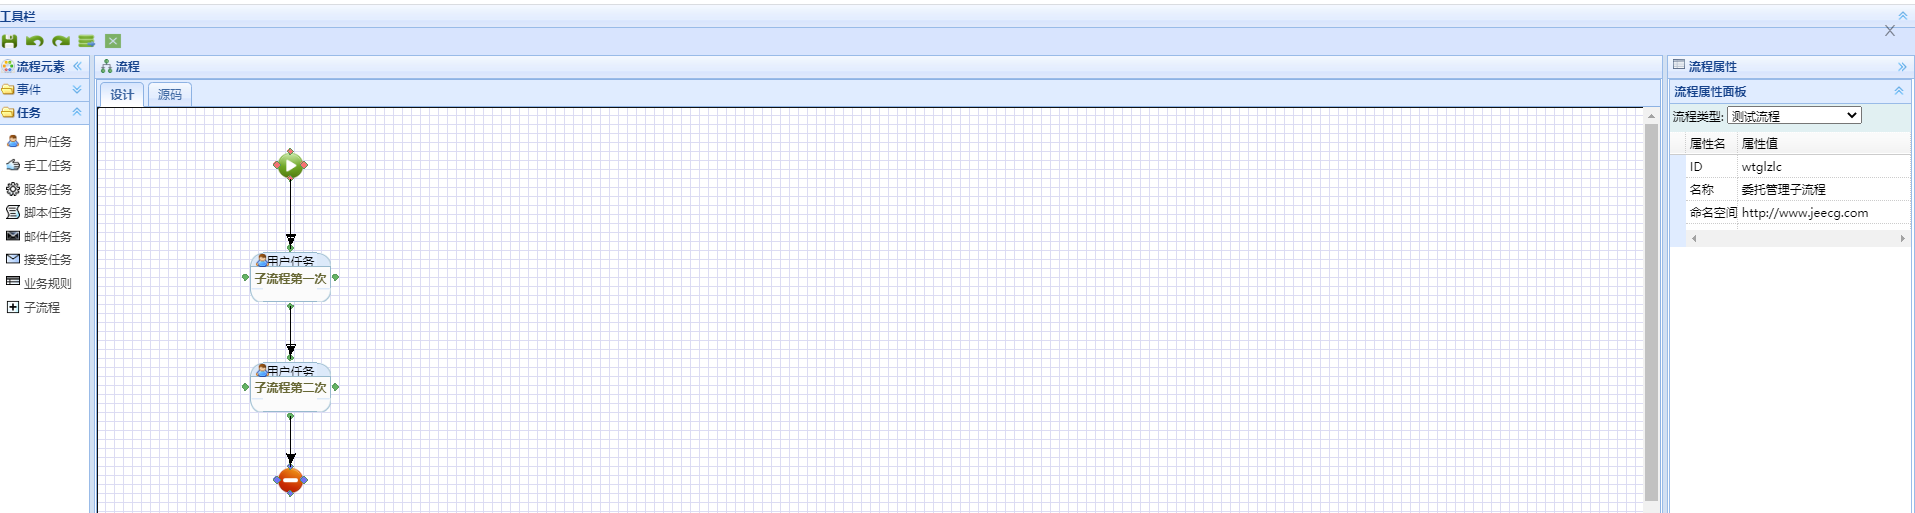 工具栏
流程元素
事件
任务
用户任务
手工任务
服务任务
脚本任务
邮件任务
接受任务
业务规则
子流程
流程
设计 源码
用户任务
子流程第一次
用户任务
子流程第二次
流程属性
流程属性面板
流程类型: 测试流程
属性名 属性值
ID wtglzlc
名称 委托管理子流程
命名空间 http://www.jeecg.com